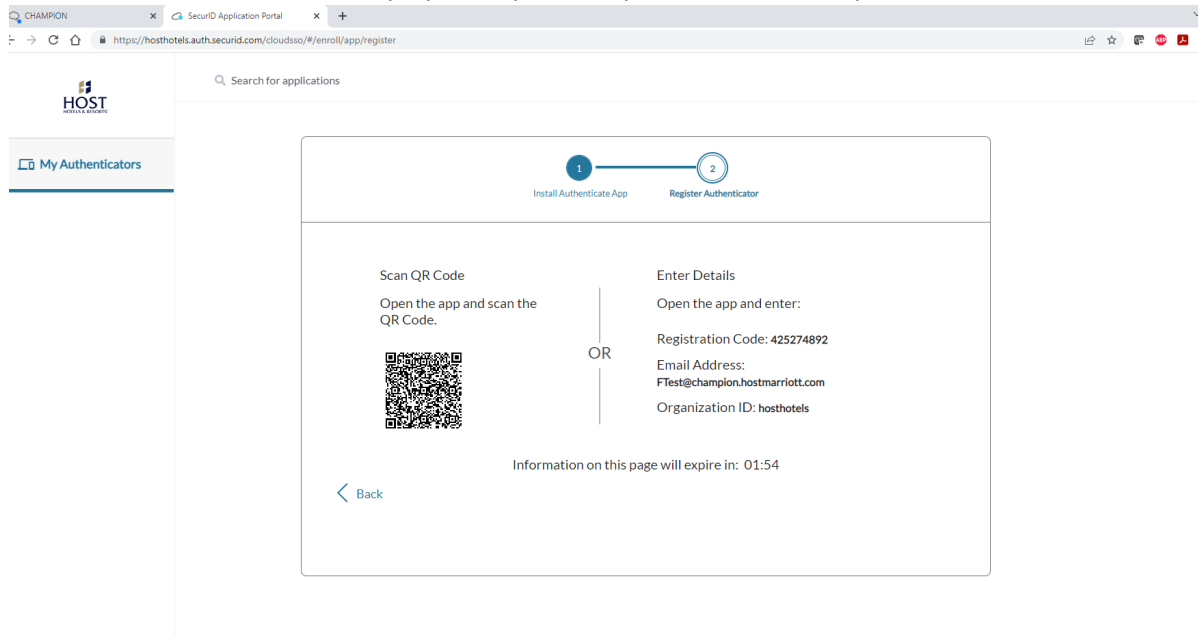 CHAMPION
SecurID Application Portal
https://hosthotels.auth.securid.com/cloudsso/#/enroll/app/register
ABP
HOST
HOTELS & RESORTS
Search for applications
My Authenticators
1
2
Install Authenticate App
Register Authenticator
Scan QR Code
Open the app and scan the
QR Code.
OR
Enter Details
Open the app and enter:
Registration Code: 425274892
Email Address:
FTest@champion.hostmarriott.com
Organization ID: hosthotels
Information on this page will expire in: 01:54
Back